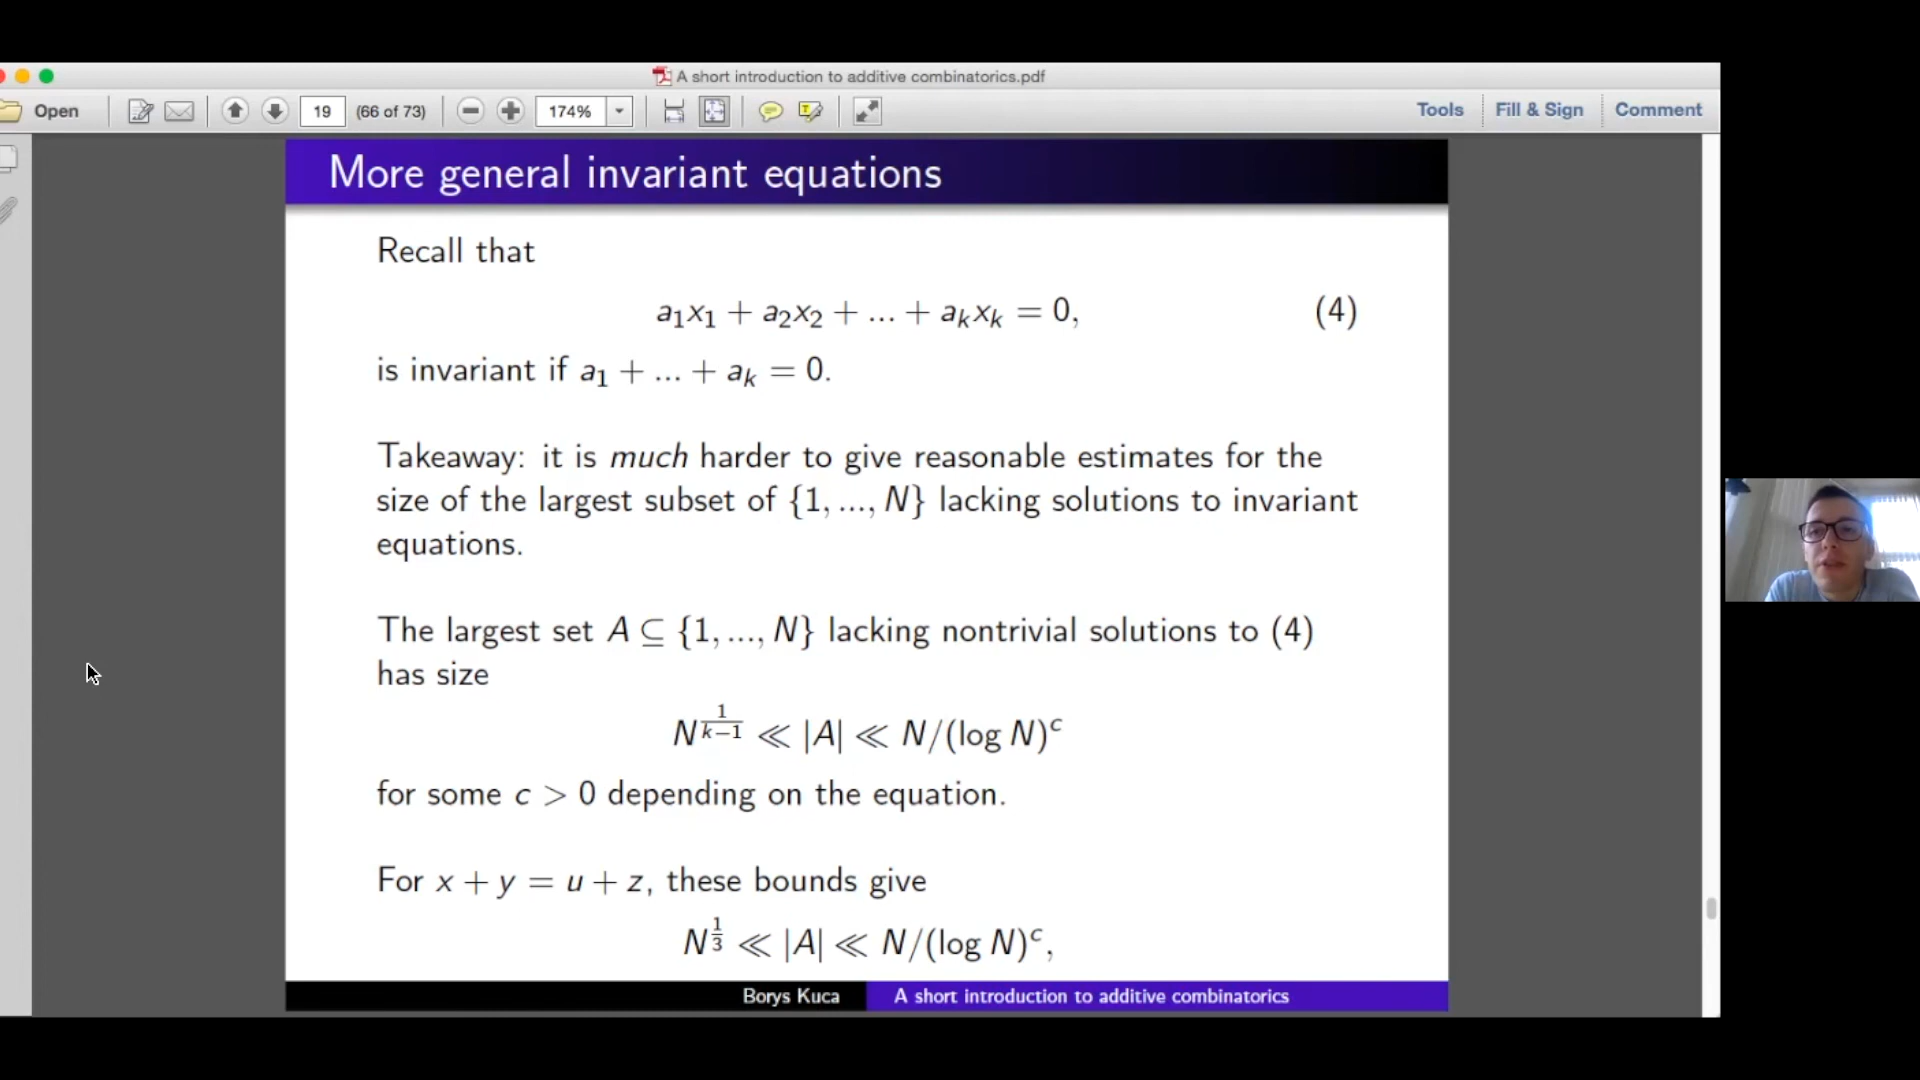 A short introduction to additive combinatorics.pdf
Open
19
(66 of 73)
174%
Tools
Fill & Sign
Comment
More general invariant equations
Recall that
a₁x₁ + a₂x₂ + ... + aₖxₖ = 0, (4)
is invariant if a₁ + ... + aₖ = 0.
Takeaway: it is much harder to give reasonable estimates for the
size of the largest subset of {1, ..., N} lacking solutions to invariant
equations.
The largest set A ⊆ {1, ..., N} lacking nontrivial solutions to (4)
has size
N^{1/(k−1)} ≪ |A| ≪ N/(log N)^c
for some c > 0 depending on the equation.
For x + y = u + z, these bounds give
N^{1/3} ≪ |A| ≪ N/(log N)^c,
Borys Kuca
A short introduction to additive combinatorics